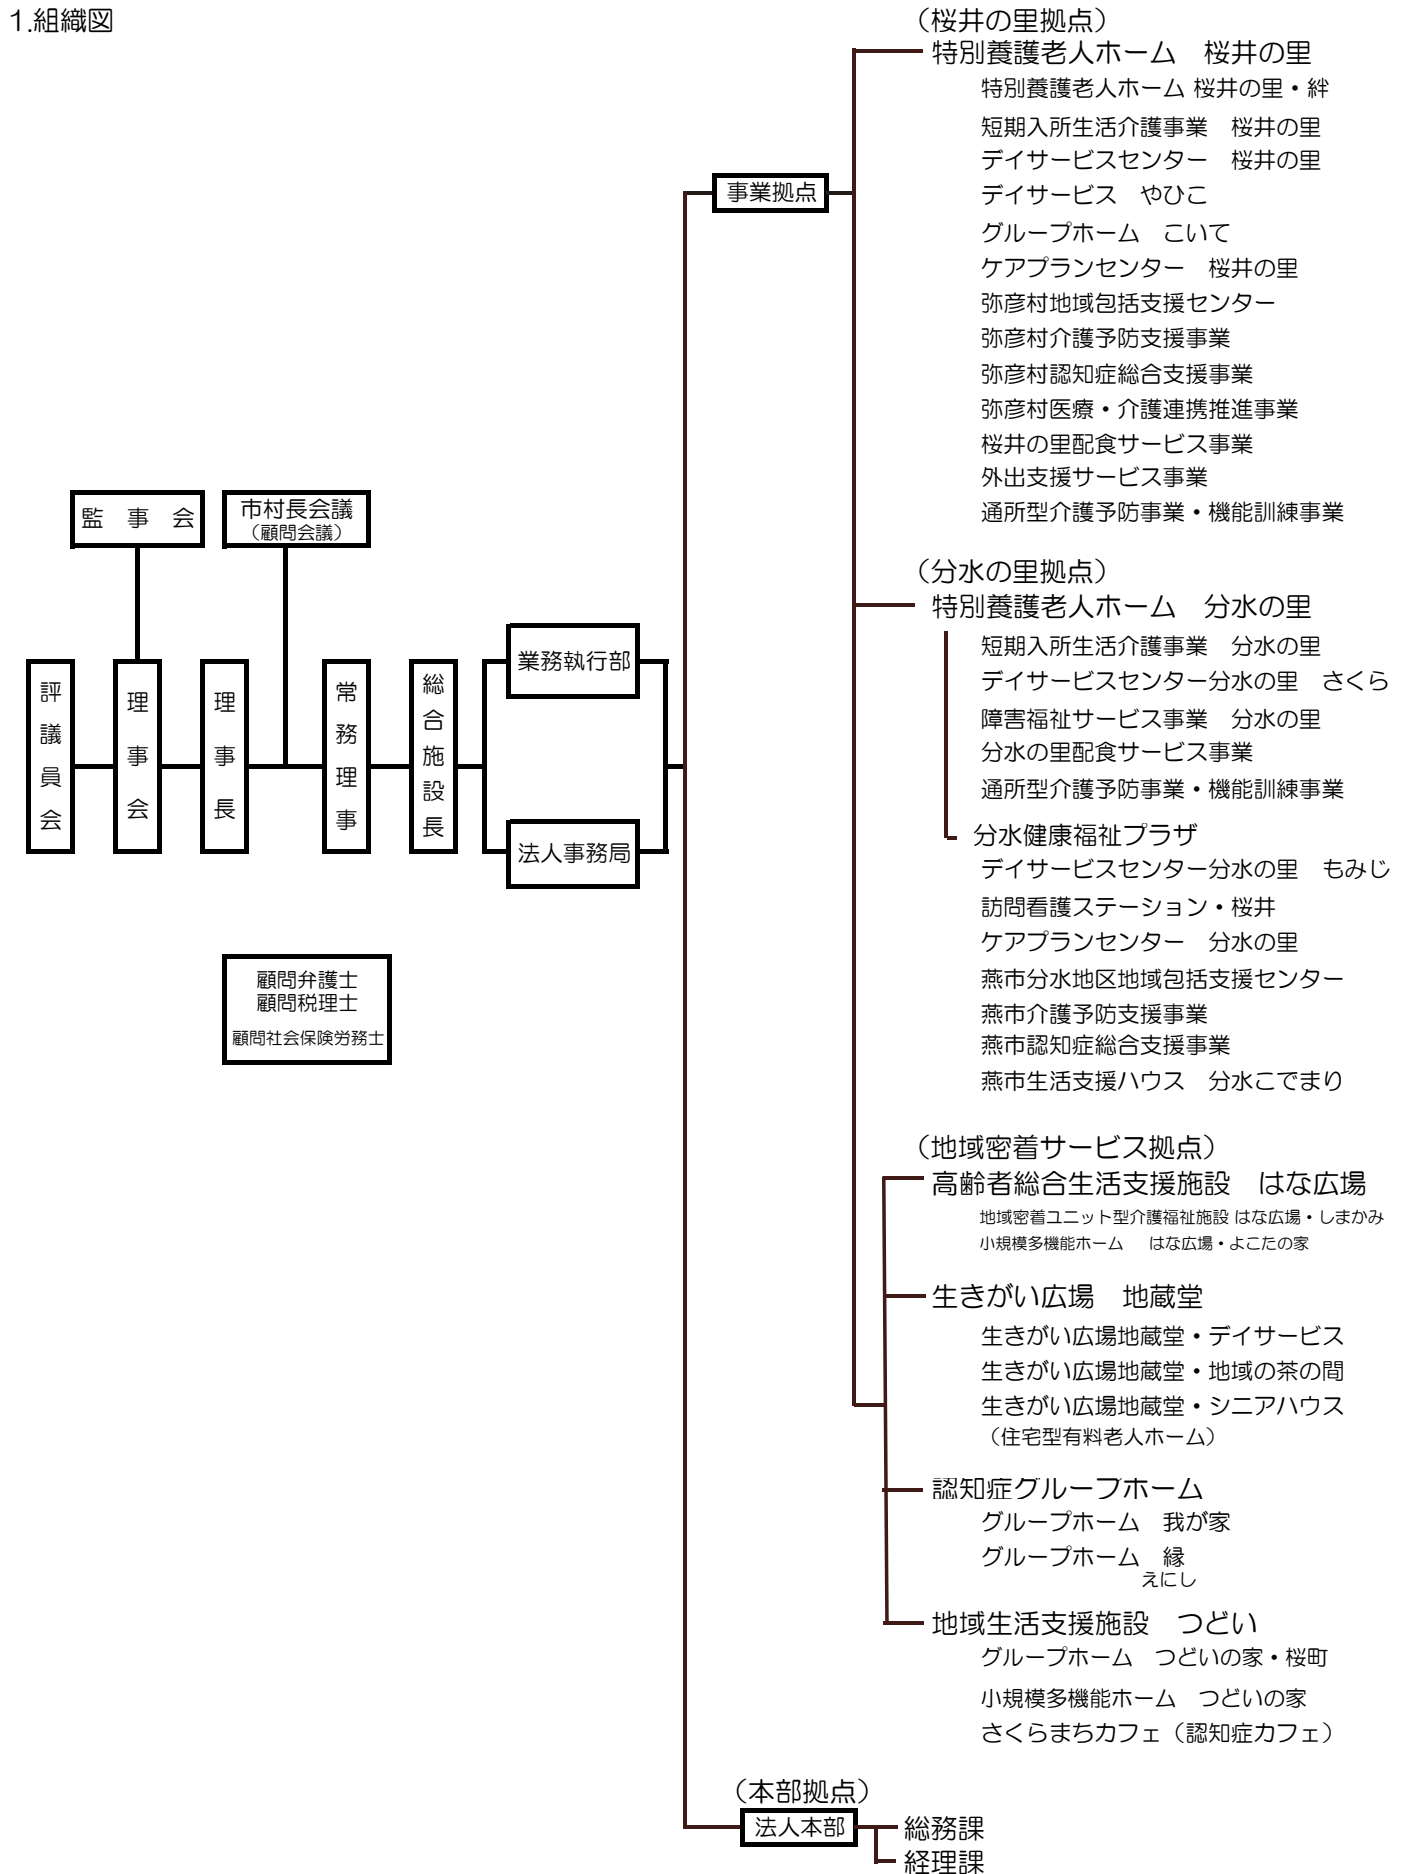 1.組織図
監　事　会
市村長会議
（顧問会議）
評議員会
理事会
理事長
常務理事
総合施設長
業務執行部
法人事務局
顧問弁護士
顧問税理士
顧問社会保険労務士
事業拠点
（桜井の里拠点）
特別養護老人ホーム　桜井の里
特別養護老人ホーム 桜井の里・絆
短期入所生活介護事業　桜井の里
デイサービスセンター　桜井の里
デイサービス　やひこ
グループホーム　こいて
ケアプランセンター　桜井の里
弥彦村地域包括支援センター
弥彦村介護予防支援事業
弥彦村認知症総合支援事業
弥彦村医療・介護連携推進事業
桜井の里配食サービス事業
外出支援サービス事業
通所型介護予防事業・機能訓練事業
（分水の里拠点）
特別養護老人ホーム　分水の里
短期入所生活介護事業　分水の里
デイサービスセンター分水の里　さくら
障害福祉サービス事業　分水の里
分水の里配食サービス事業
通所型介護予防事業・機能訓練事業
分水健康福祉プラザ
デイサービスセンター分水の里　もみじ
訪問看護ステーション・桜井
ケアプランセンター　分水の里
燕市分水地区地域包括支援センター
燕市介護予防支援事業
燕市認知症総合支援事業
燕市生活支援ハウス　分水こでまり
（地域密着サービス拠点）
高齢者総合生活支援施設　はな広場
地域密着ユニット型介護福祉施設 はな広場・しまかみ
小規模多機能ホーム　はな広場・よこたの家
生きがい広場　地蔵堂
生きがい広場地蔵堂・デイサービス
生きがい広場地蔵堂・地域の茶の間
生きがい広場地蔵堂・シニアハウス
（住宅型有料老人ホーム）
認知症グループホーム
グループホーム　我が家
グループホーム　縁
えにし
地域生活支援施設　つどい
グループホーム　つどいの家・桜町
小規模多機能ホーム　つどいの家
さくらまちカフェ（認知症カフェ）
（本部拠点）
法人本部
総務課
経理課